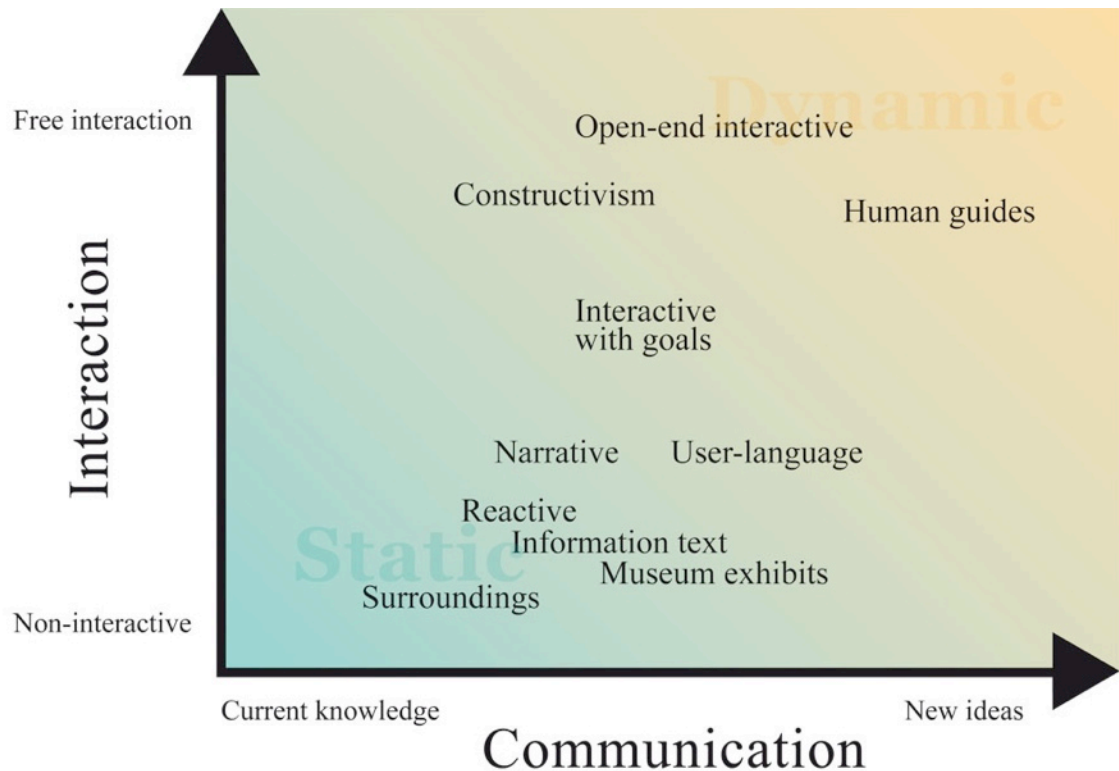 Dynamic
Free interaction
Open-end interactive
Constructivism
Human guides
Interaction
Interactive
with goals
Narrative
User-language
Reactive
Static
Information text
Museum exhibits
Surroundings
Non-interactive
Current knowledge
New ideas
Communication